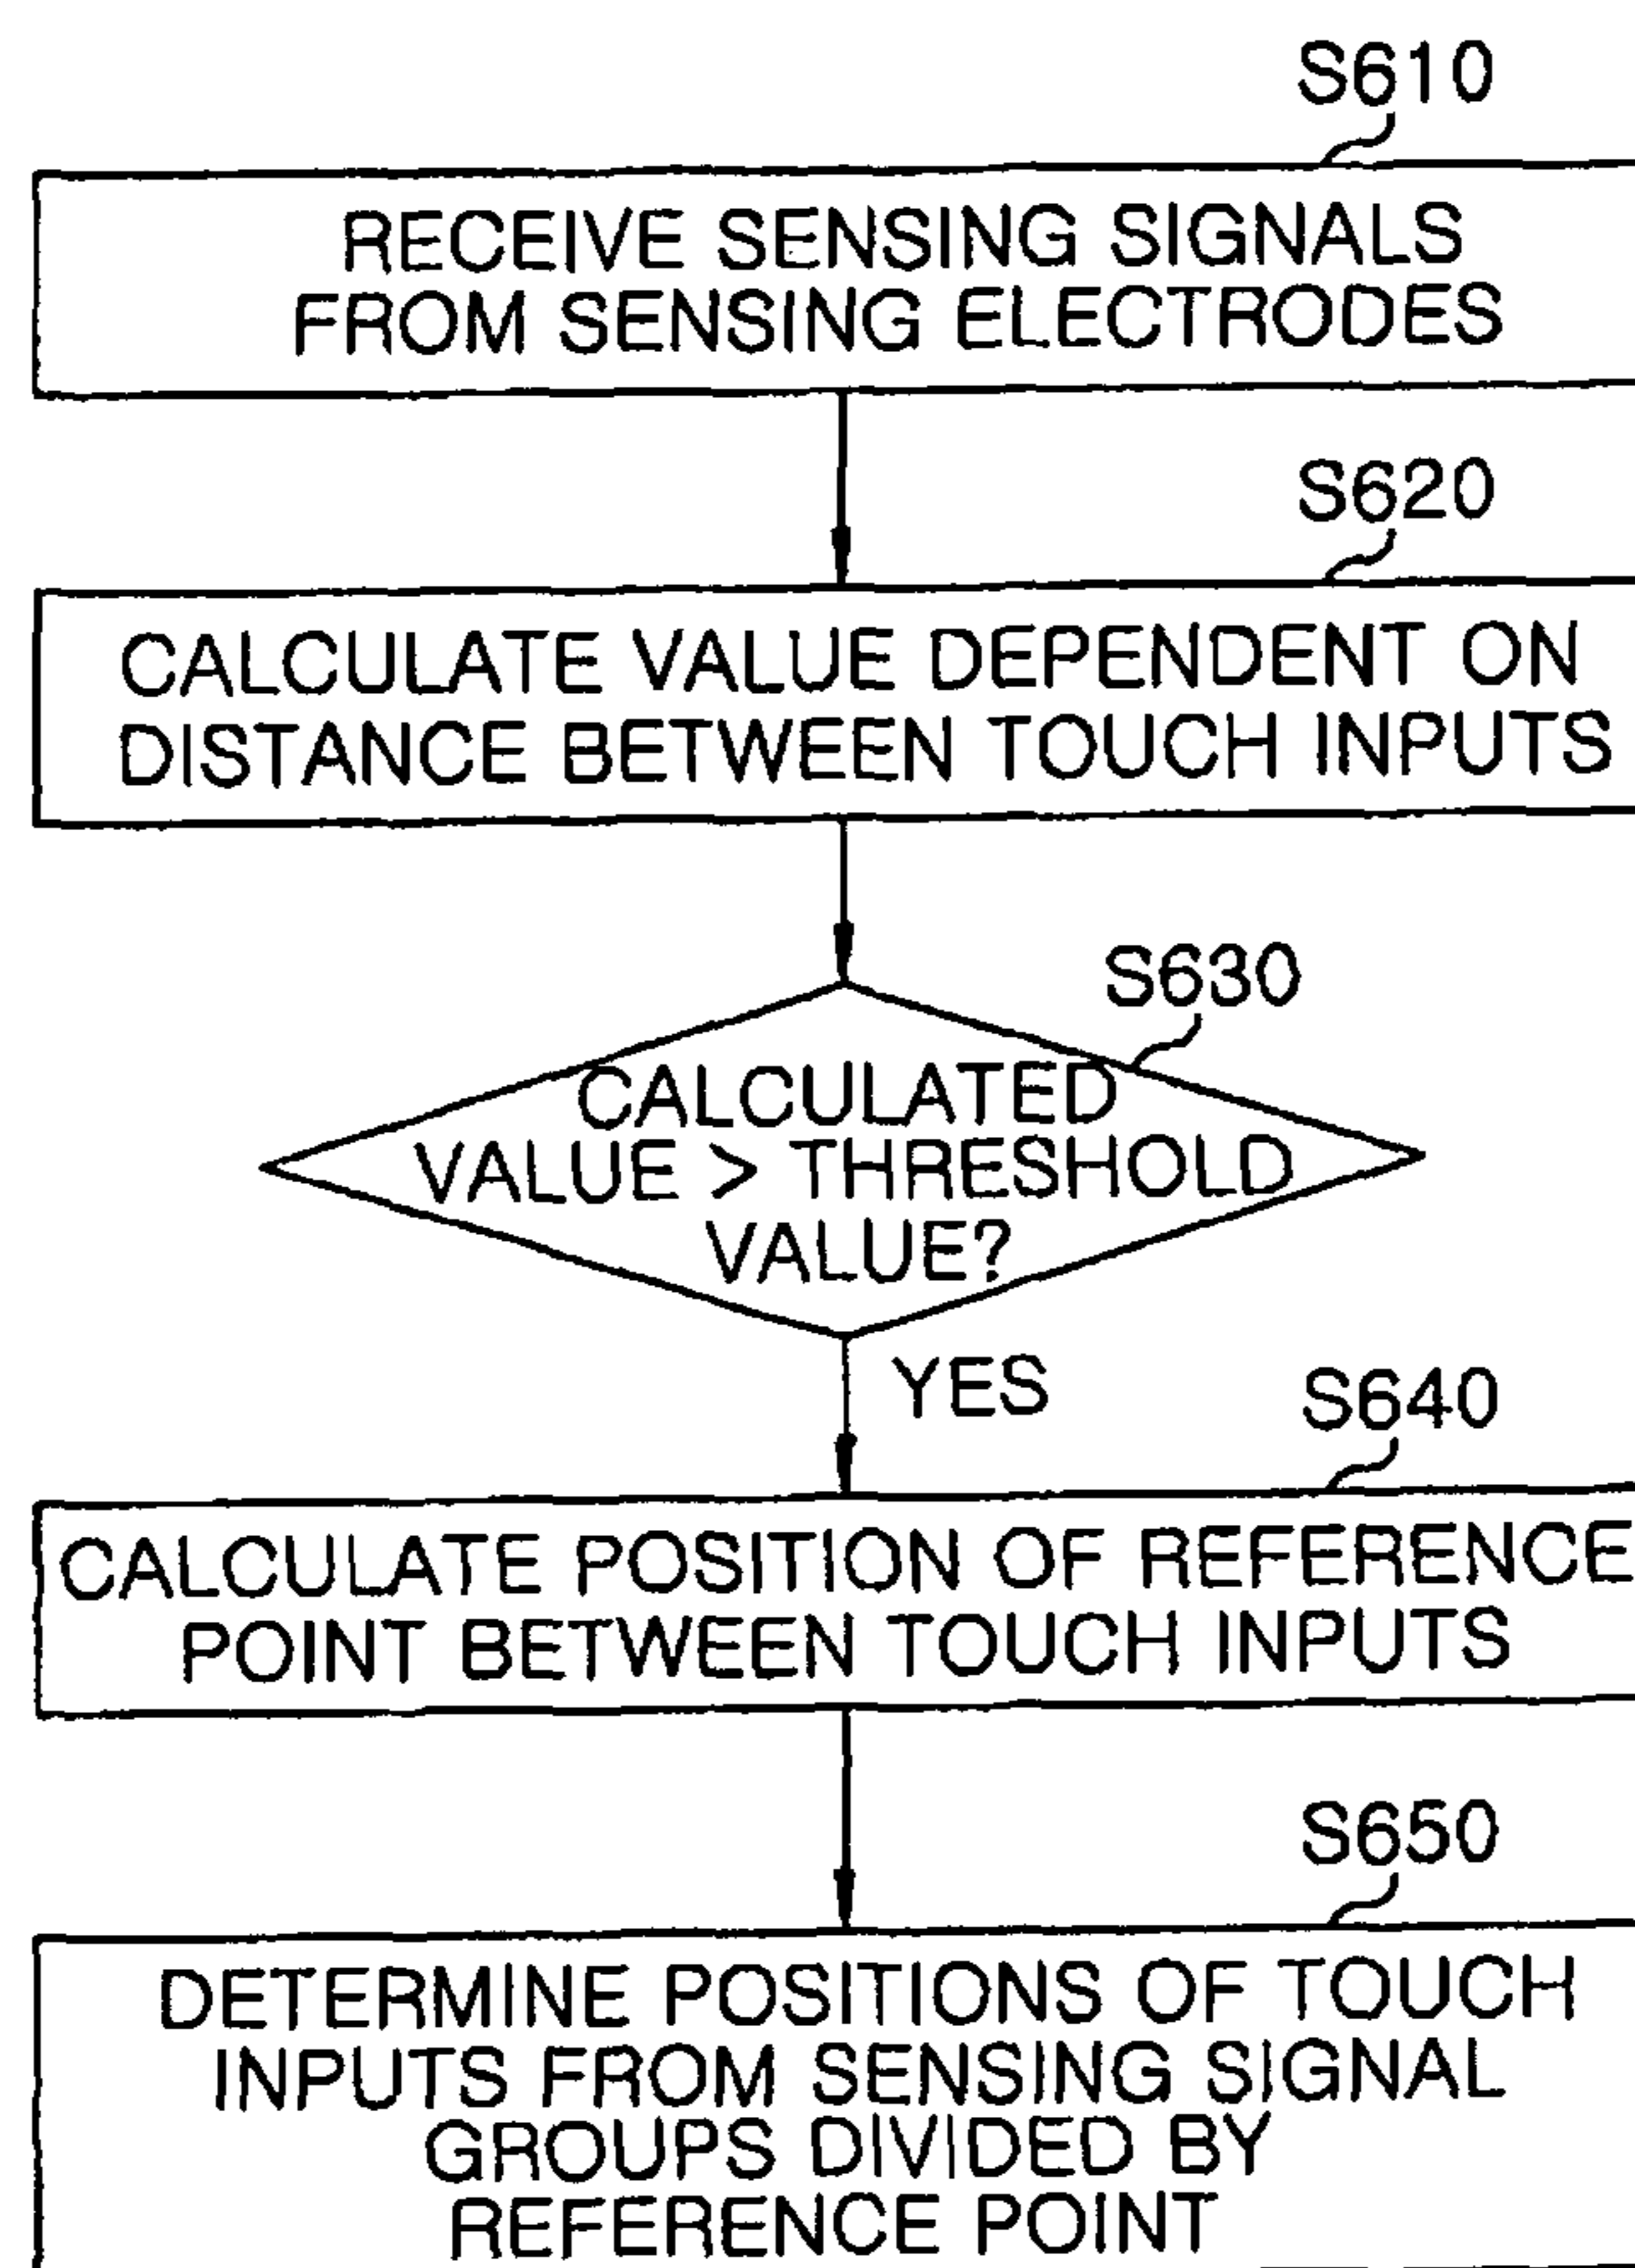 S610
RECEIVE SENSING SIGNALS
FROM SENSING ELECTRODES
S620
CALCULATE VALUE DEPENDENT ON
DISTANCE BETWEEN TOUCH INPUTS
S630
CALCULATED
VALUE > THRESHOLD
VALUE?
YES
S640
CALCULATE POSITION OF REFERENCE
POINT BETWEEN TOUCH INPUTS
S650
DETERMINE POSITIONS OF TOUCH
INPUTS FROM SENSING SIGNAL
GROUPS DIVIDED BY
REFERENCE POINT